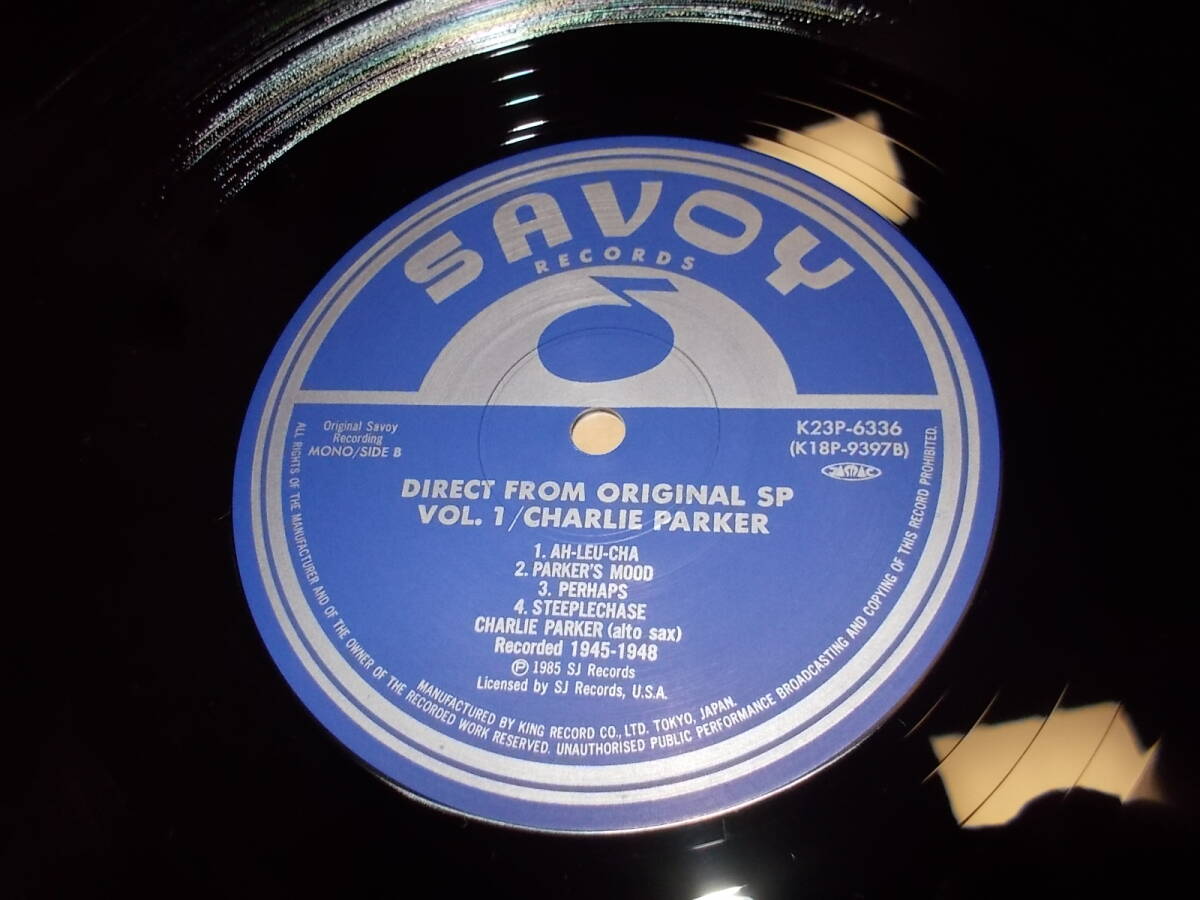 SAVOY
RECORDS
Original Savoy
Recording
MONO/SIDE B
K23P-6336
(K18P-9397B)
JASRAC
DIRECT FROM ORIGINAL SP
VOL. 1/CHARLIE PARKER
1. AH-LEU-CHA
2. PARKER'S MOOD
3. PERHAPS
4. STEEPLECHASE
CHARLIE PARKER (alto sax)
Recorded 1945-1948
Ⓟ 1985 SJ Records
Licensed by SJ Records, U.S.A.
MANUFACTURED BY KING RECORD CO., LTD. TOKYO, JAPAN.
ALL RIGHTS OF THE MANUFACTURER AND OF THE OWNER OF THE RECORDED WORK RESERVED. UNAUTHORISED PUBLIC PERFORMANCE BROADCASTING AND COPYING OF THIS RECORD PROHIBITED.